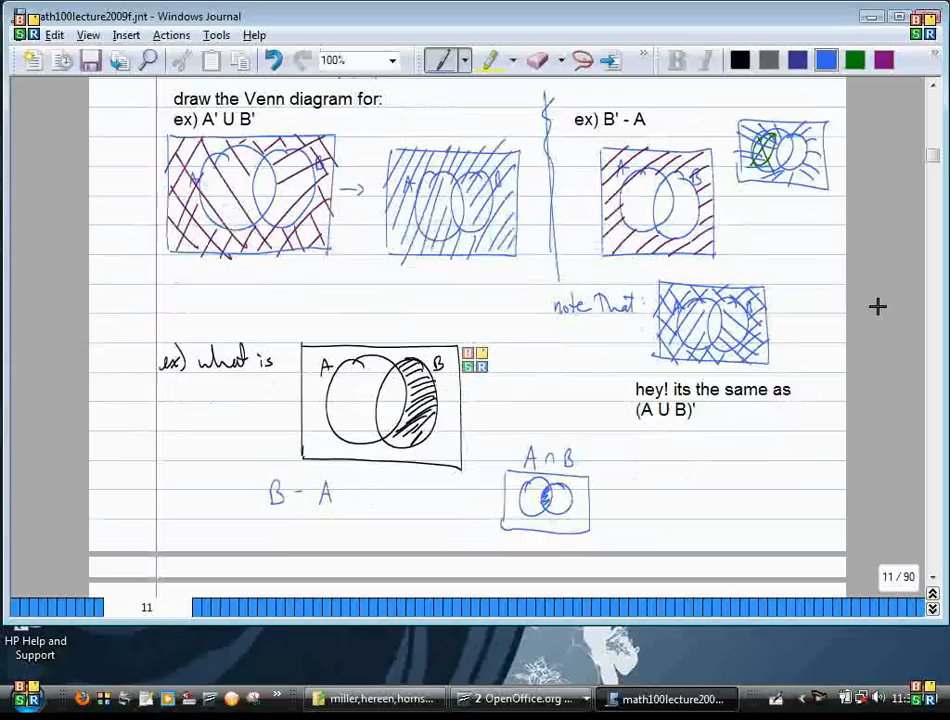 math100lecture2009f.jnt - Windows Journal
Edit View Insert Actions Tools Help
100%
draw the Venn diagram for:
ex) A' U B'
ex) B' - A
A B
A B
A B
note that:
A B
ex) what is
A B
hey! its the same as
(A U B)'
B - A
A ∩ B
11 / 90
11
HP Help and
Support
miller,hereen,horns...
2 OpenOffice.org ...
math100lecture200...